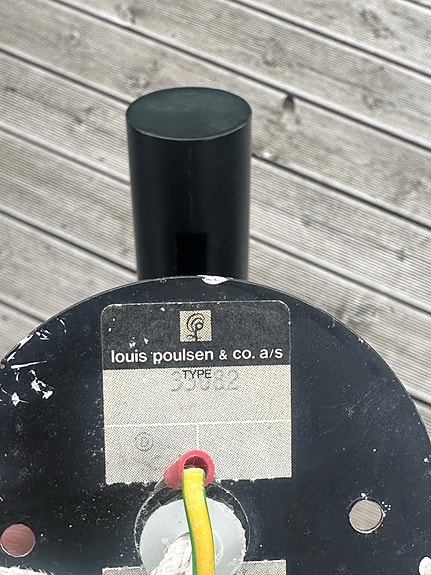 louis poulsen & co. a/s
TYPE